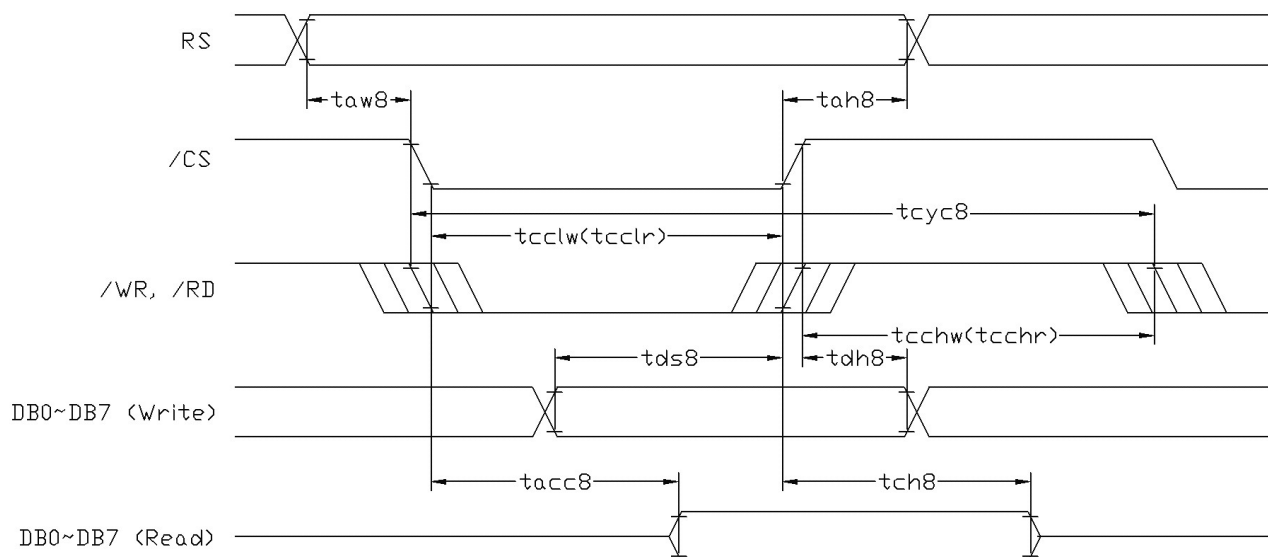 RS
taw8
tah8
/CS
tcyc8
tcclw(tcclr)
/WR, /RD
tcchw(tcchr)
tds8
tdh8
DB0~DB7 (Write)
tacc8
tch8
DB0~DB7 (Read)